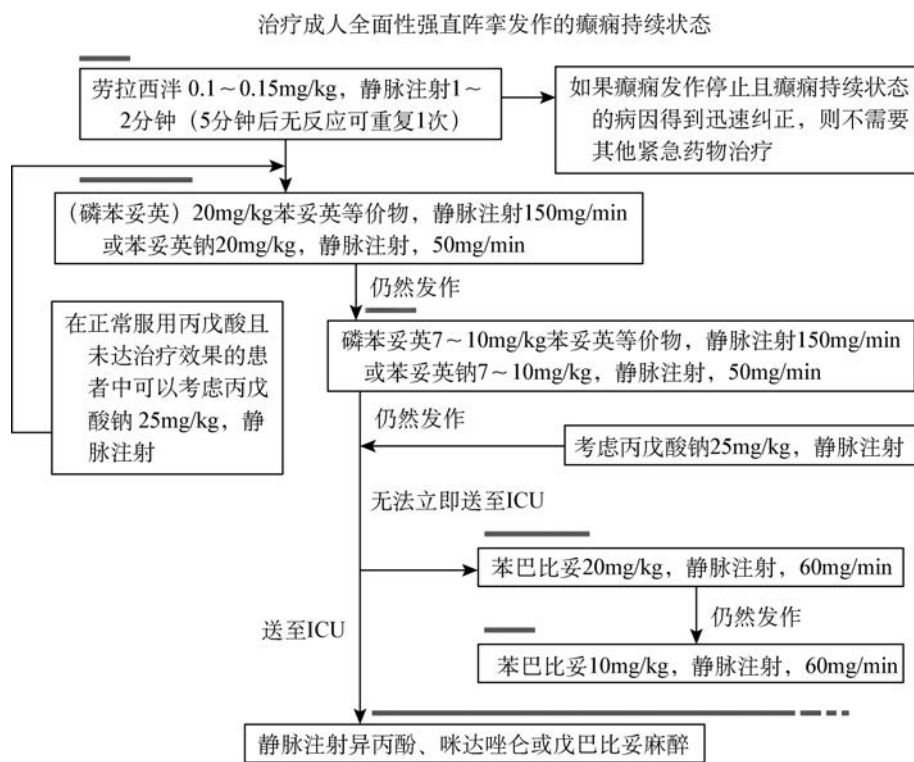 治疗成人全面性强直阵挛发作的癫痫持续状态
劳拉西泮 0.1～0.15mg/kg，静脉注射1～
2分钟（5分钟后无反应可重复1次）
如果癫痫发作停止且癫痫持续状态
的病因得到迅速纠正，则不需要
其他紧急药物治疗
（磷苯妥英）20mg/kg苯妥英等价物，静脉注射150mg/min
或苯妥英钠20mg/kg，静脉注射，50mg/min
仍然发作
在正常服用丙戊酸且
未达治疗效果的患
者中可以考虑丙戊
酸钠 25mg/kg，静
脉注射
磷苯妥英7～10mg/kg苯妥英等价物，静脉注射150mg/min
或苯妥英钠7～10mg/kg，静脉注射，50mg/min
仍然发作
考虑丙戊酸钠25mg/kg，静脉注射
无法立即送至ICU
苯巴比妥20mg/kg，静脉注射，60mg/min
仍然发作
送至ICU
苯巴比妥10mg/kg，静脉注射，60mg/min
静脉注射异丙酚、咪达唑仑或戊巴比妥麻醉